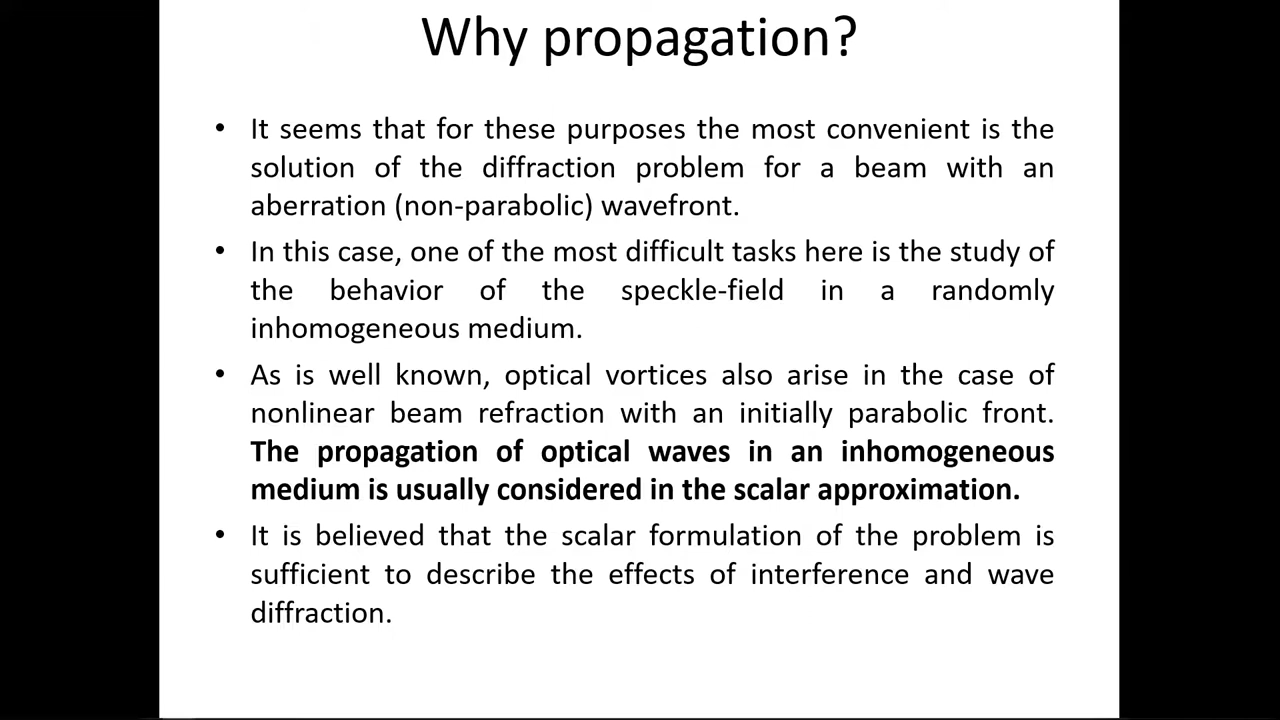 Why propagation?
• It seems that for these purposes the most convenient is the
solution of the diffraction problem for a beam with an
aberration (non-parabolic) wavefront.
• In this case, one of the most difficult tasks here is the study of
the behavior of the speckle-field in a randomly
inhomogeneous medium.
• As is well known, optical vortices also arise in the case of
nonlinear beam refraction with an initially parabolic front.
The propagation of optical waves in an inhomogeneous
medium is usually considered in the scalar approximation.
• It is believed that the scalar formulation of the problem is
sufficient to describe the effects of interference and wave
diffraction.